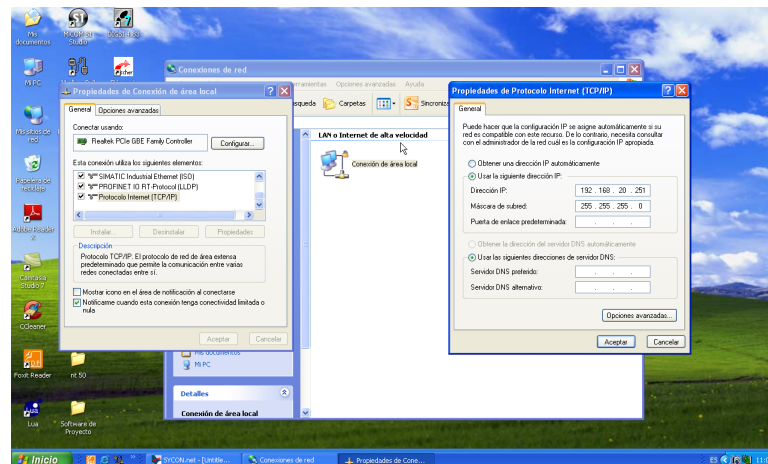 Mis documentos
MiCOM S1 Studio
Mi PC
Mis sitios de red
Papelera de reciclaje
Adobe Reader X
Camtasia Studio 7
CCleaner
Foxit Reader
nt 50
Lua
Software de Proyecto
Conexiones de red
Opciones avanzadas
Ayuda
Carpetas
LAN o Internet de alta velocidad
Conexión de área local
Mis documentos
Mi PC
Detalles
Conexión de área local
Propiedades de Conexión de área local
General
Opciones avanzadas
Conectar usando:
Realtek PCIe GBE Family Controller
Configurar...
Esta conexión utiliza los siguientes elementos:
SIMATIC Industrial Ethernet (ISO)
PROFINET IO RT-Protocol (LLDP)
Protocolo Internet (TCP/IP)
Instalar...
Desinstalar
Propiedades
Descripción
Protocolo TCP/IP. El protocolo de red de área extensa
predeterminado que permite la comunicación entre varias
redes conectadas entre sí.
Mostrar icono en el área de notificación al conectarse
Notificarme cuando esta conexión tenga conectividad limitada o
nula
Aceptar
Cancelar
Propiedades de Protocolo Internet (TCP/IP)
General
Puede hacer que la configuración IP se asigne automáticamente si su
red es compatible con este recurso. De lo contrario, necesita consultar
con el administrador de la red cuál es la configuración IP apropiada.
Obtener una dirección IP automáticamente
Usar la siguiente dirección IP:
Dirección IP: 192 . 168 . 20 . 251
Máscara de subred: 255 . 255 . 255 . 0
Puerta de enlace predeterminada: . . .
Obtener la dirección del servidor DNS automáticamente
Usar las siguientes direcciones de servidor DNS:
Servidor DNS preferido: . . .
Servidor DNS alternativo: . . .
Opciones avanzadas...
Aceptar
Cancelar
Inicio
SYCON.net - [Untitle...
Conexiones de red
Propiedades de Cone...
ES